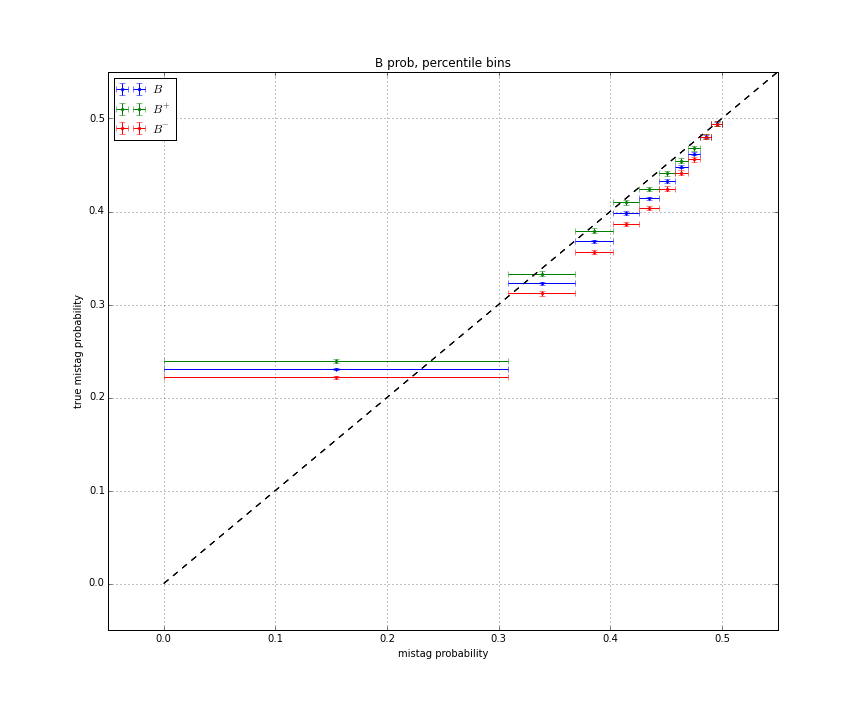 B prob, percentile bins
B
B⁺
B⁻
true mistag probability
0.5
0.4
0.3
0.2
0.1
0.0
0.0 0.1 0.2 0.3 0.4 0.5
mistag probability